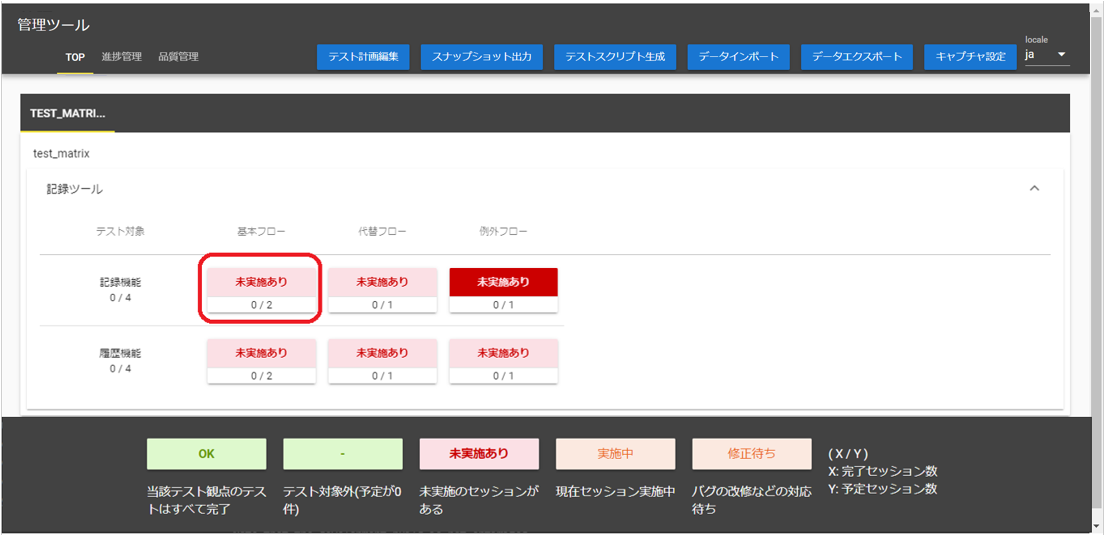 管理ツール
TOP 進捗管理 品質管理 テスト計画編集 スナップショット出力 テストスクリプト生成 データインポート データエクスポート キャプチャ設定 locale ja
TEST_MATRI...
test_matrix
記録ツール
テスト対象 基本フロー 代替フロー 例外フロー
記録機能 未実施あり 未実施あり 未実施あり
0 / 4 0 / 2 0 / 1 0 / 1
履歴機能 未実施あり 未実施あり 未実施あり
0 / 4 0 / 2 0 / 1 0 / 1
OK - 未実施あり 実施中 修正待ち ( X / Y )
X: 完了セッション数
Y: 予定セッション数
当該テスト観点のテス
トはすべて完了
テスト対象外(予定が0
件)
未実施のセッションが
ある
現在セッション実施中
バグの改修などの対応
待ち